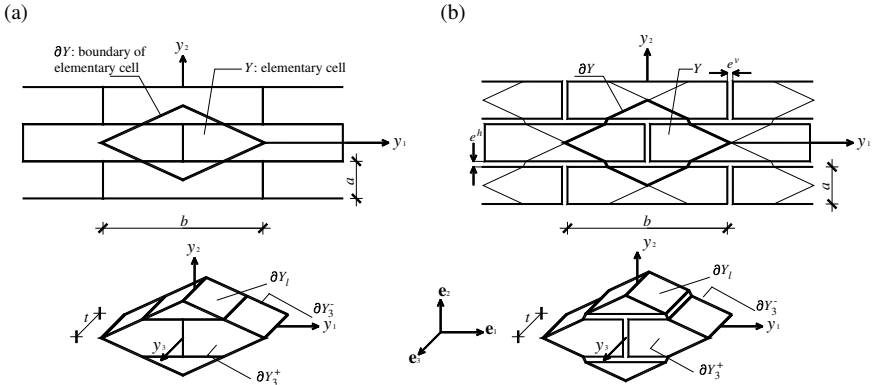 (a)
∂Y: boundary of
elementary cell
y₂
Y: elementary cell
y₁
a
b
y₂
∂Yₗ
∂Y₃⁻
t
y₁
y₃
∂Y₃⁺
(b)
y₂
∂Y
Y
eᵛ
eʰ
y₁
a
b
y₂
∂Yₗ
∂Y₃⁻
t
y₁
y₃
∂Y₃⁺
e₂
e₁
e₃